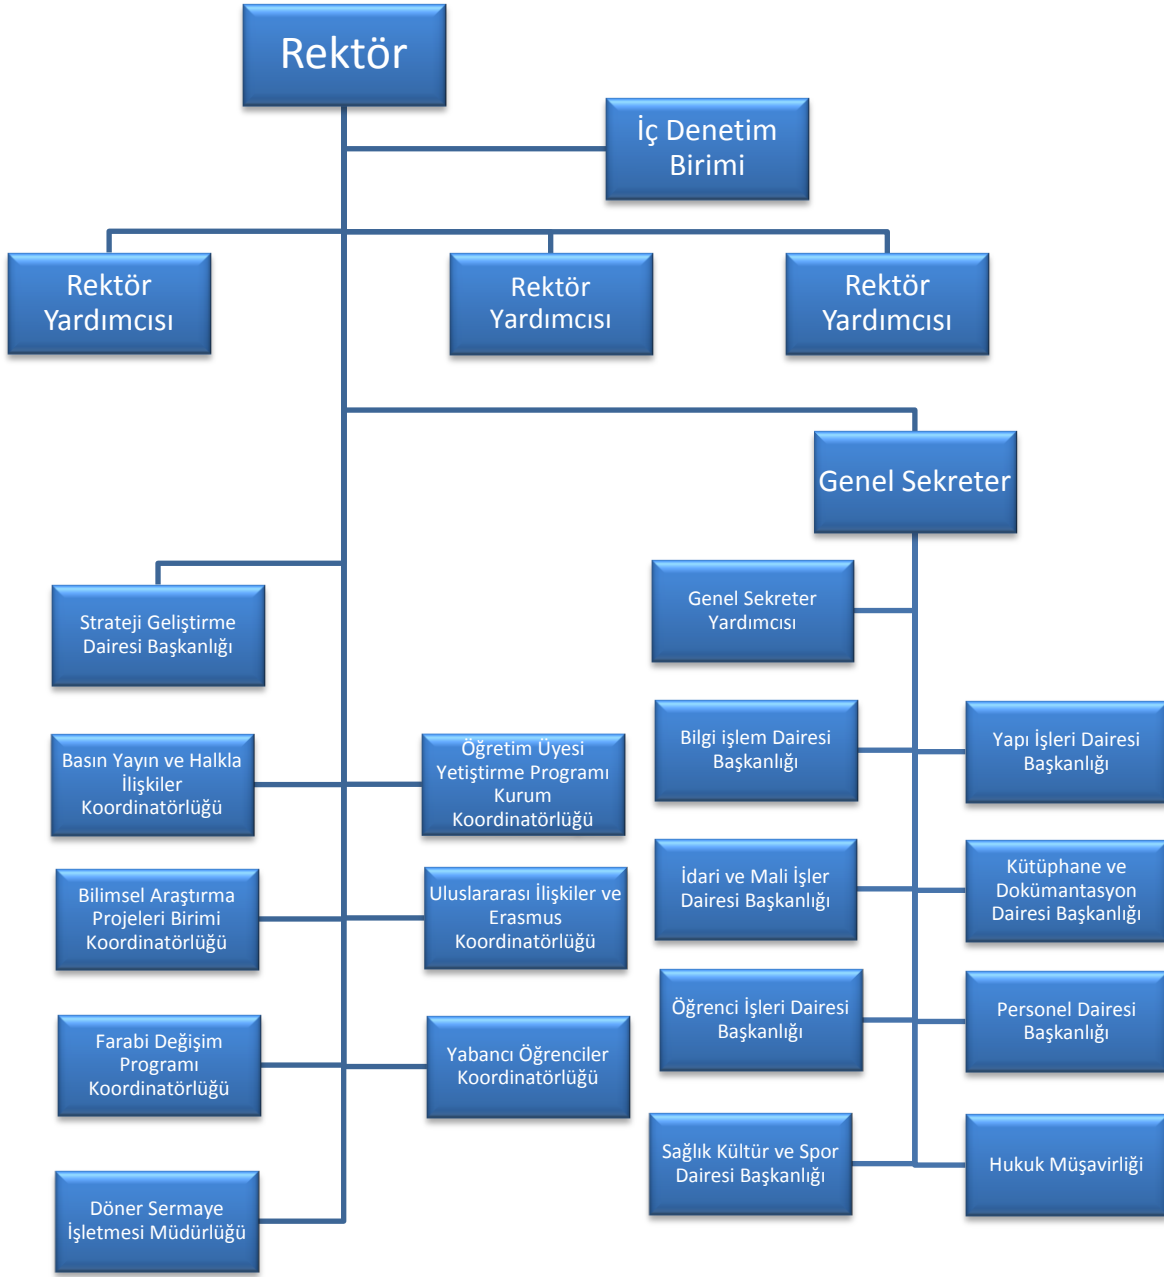 Rektör
İç Denetim
Birimi
Rektör
Yardımcısı
Rektör
Yardımcısı
Rektör
Yardımcısı
Genel Sekreter
Strateji Geliştirme
Dairesi Başkanlığı
Genel Sekreter
Yardımcısı
Basın Yayın ve Halkla
İlişkiler
Koordinatörlüğü
Öğretim Üyesi
Yetiştirme Programı
Kurum
Koordinatörlüğü
Bilgi işlem Dairesi
Başkanlığı
Yapı İşleri Dairesi
Başkanlığı
Bilimsel Araştırma
Projeleri Birimi
Koordinatörlüğü
Uluslararası İlişkiler ve
Erasmus
Koordinatörlüğü
İdari ve Mali İşler
Dairesi Başkanlığı
Kütüphane ve
Dokümantasyon
Dairesi Başkanlığı
Farabi Değişim
Programı
Koordinatörlüğü
Yabancı Öğrenciler
Koordinatörlüğü
Öğrenci İşleri Dairesi
Başkanlığı
Personel Dairesi
Başkanlığı
Döner Sermaye
İşletmesi Müdürlüğü
Sağlık Kültür ve Spor
Dairesi Başkanlığı
Hukuk Müşavirliği